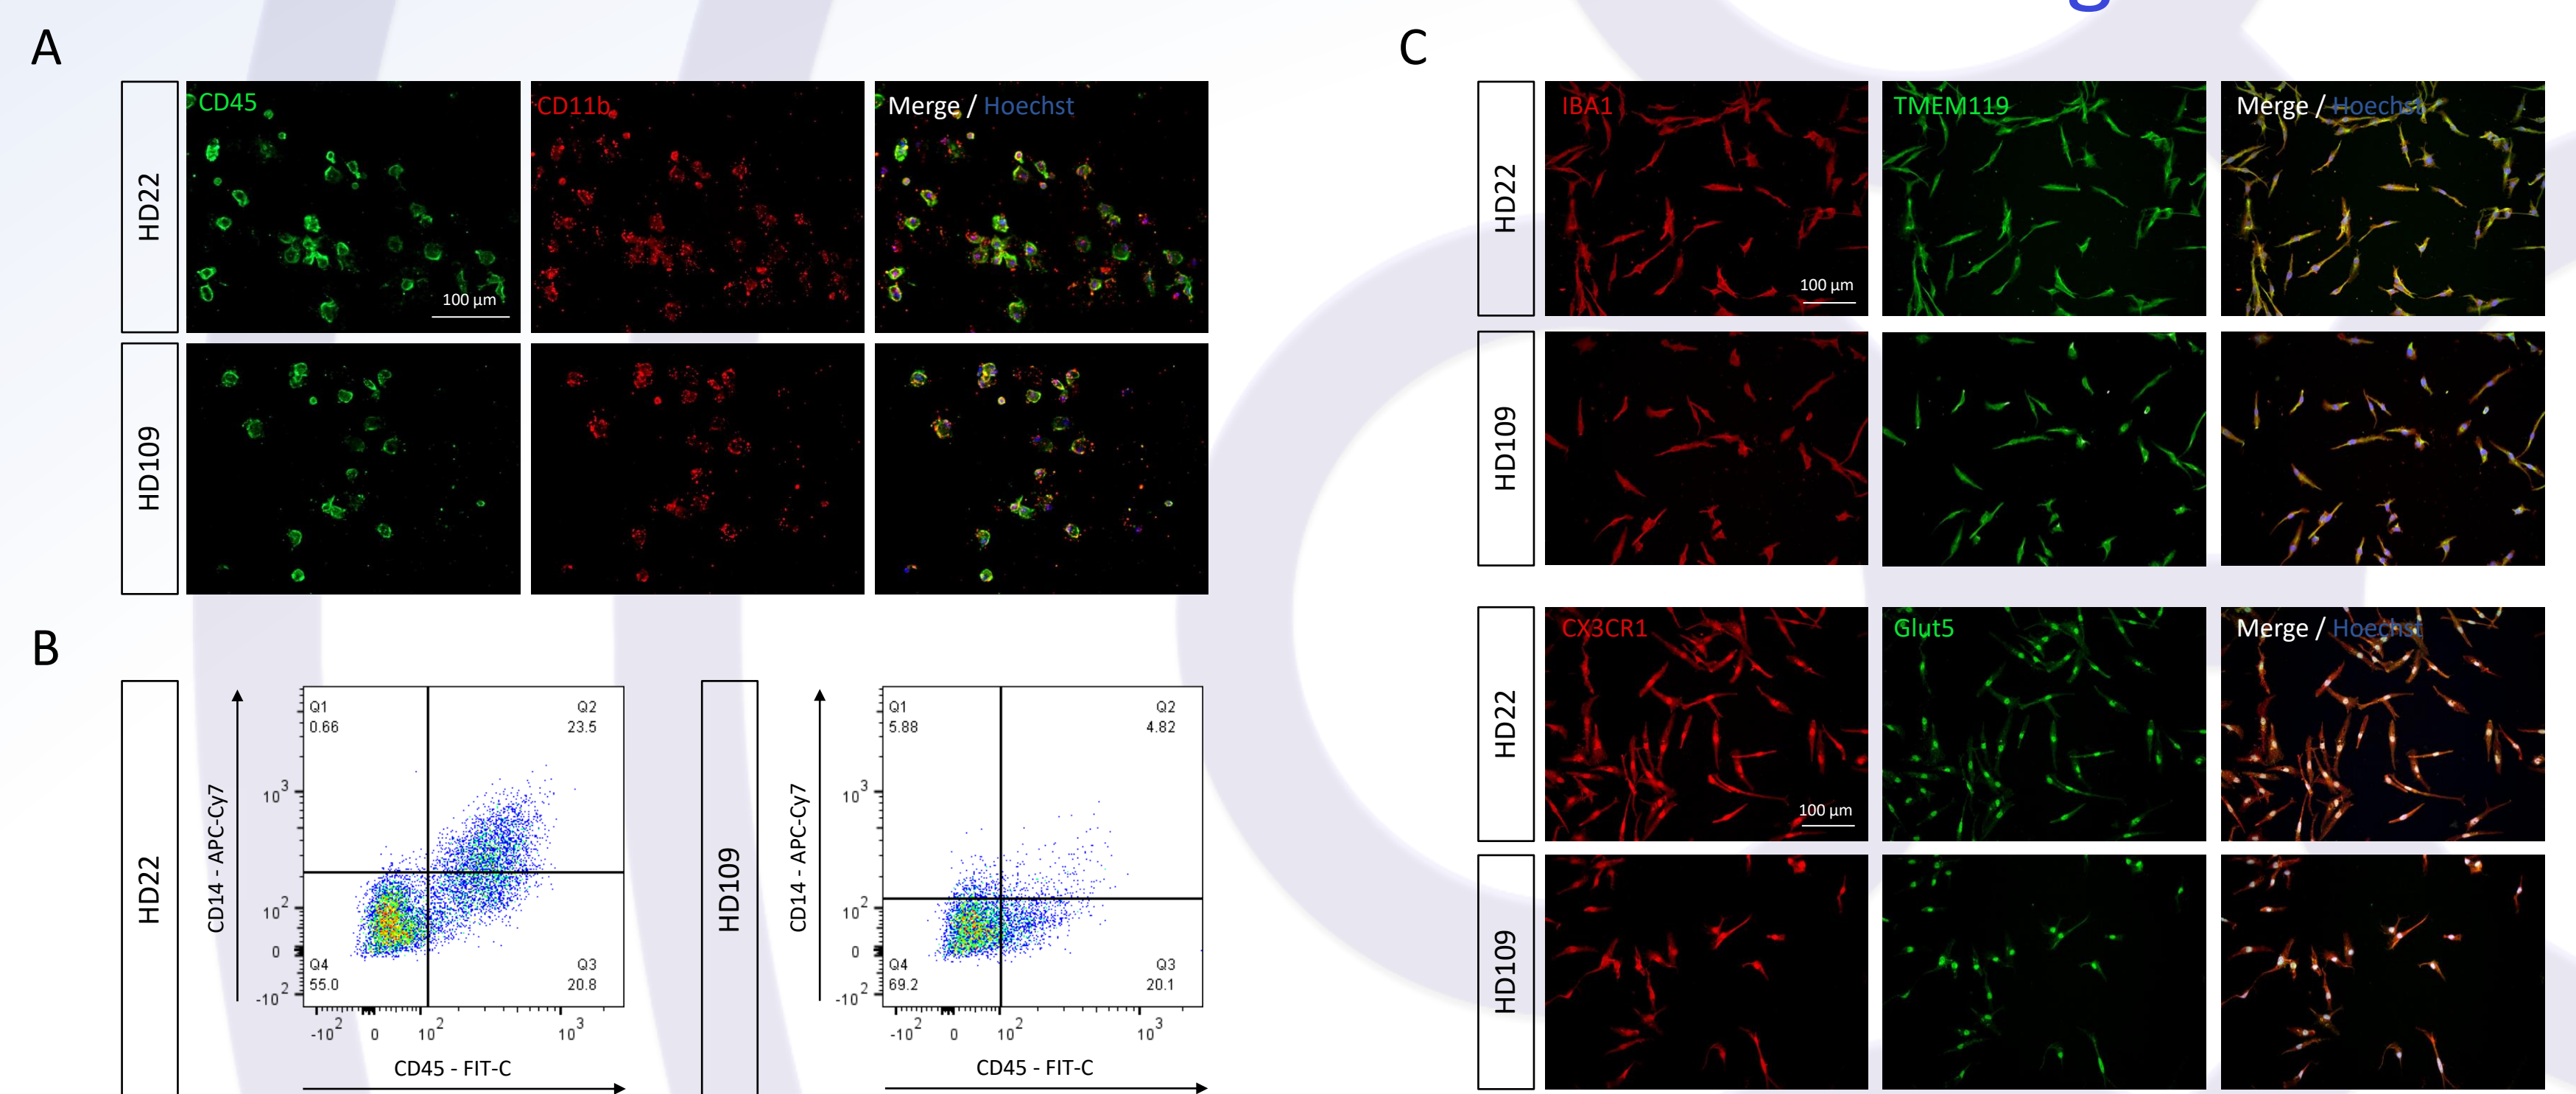 g
A
HD22
CD45
CD11b
Merge / Hoechst
100 µm
HD109
B
HD22
CD14 - APC-Cy7
Q1
0.66
Q2
23.5
Q4
55.0
Q3
20.8
10³
10²
0
-10²
-10² 0 10² 10³
CD45 - FIT-C
HD109
CD14 - APC-Cy7
Q1
5.88
Q2
4.82
Q4
69.2
Q3
20.1
10³
10²
0
-10²
-10² 0 10² 10³
CD45 - FIT-C
C
HD22
IBA1
TMEM119
Merge / Hoechst
100 µm
HD109
HD22
CX3CR1
Glut5
Merge / Hoechst
100 µm
HD109